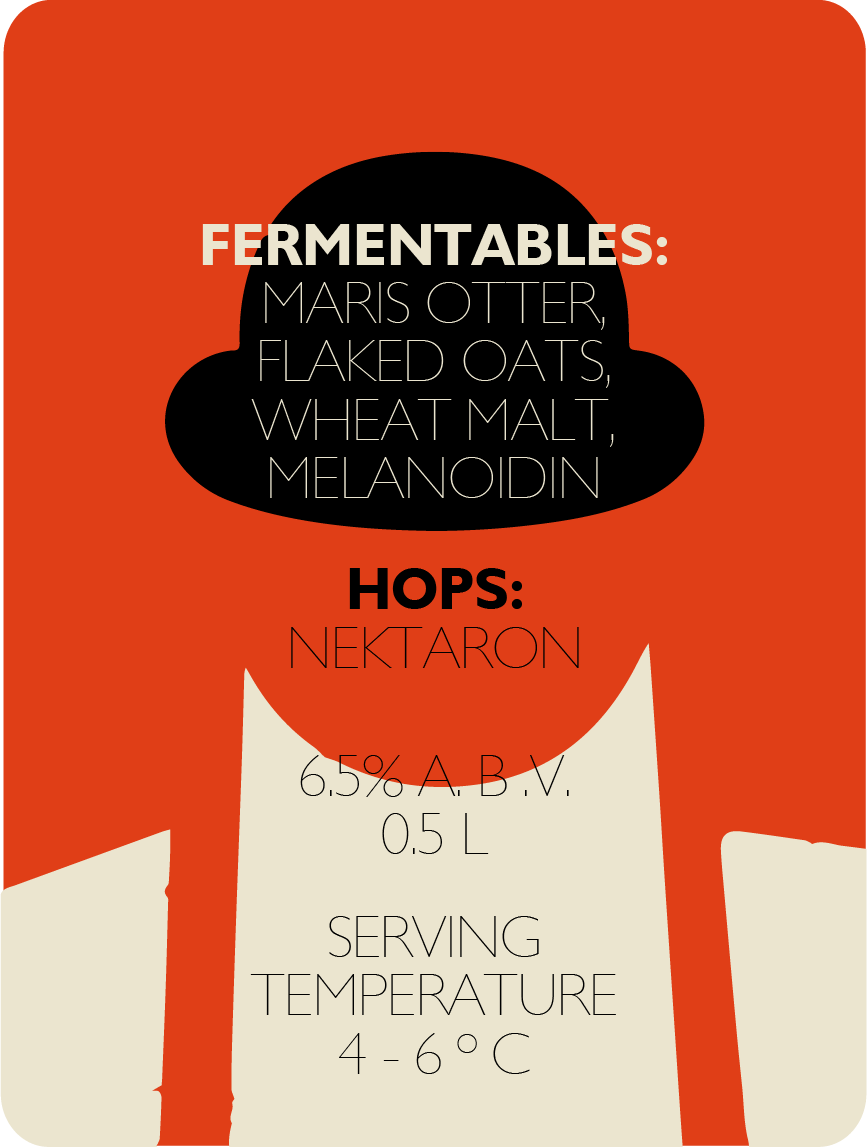 FERMENTABLES:
MARIS OTTER,
FLAKED OATS,
WHEAT MALT,
MELANOIDIN
HOPS:
NEKTARON
6.5% A. B .V.
0.5 L
SERVING
TEMPERATURE
4 - 6 ° C